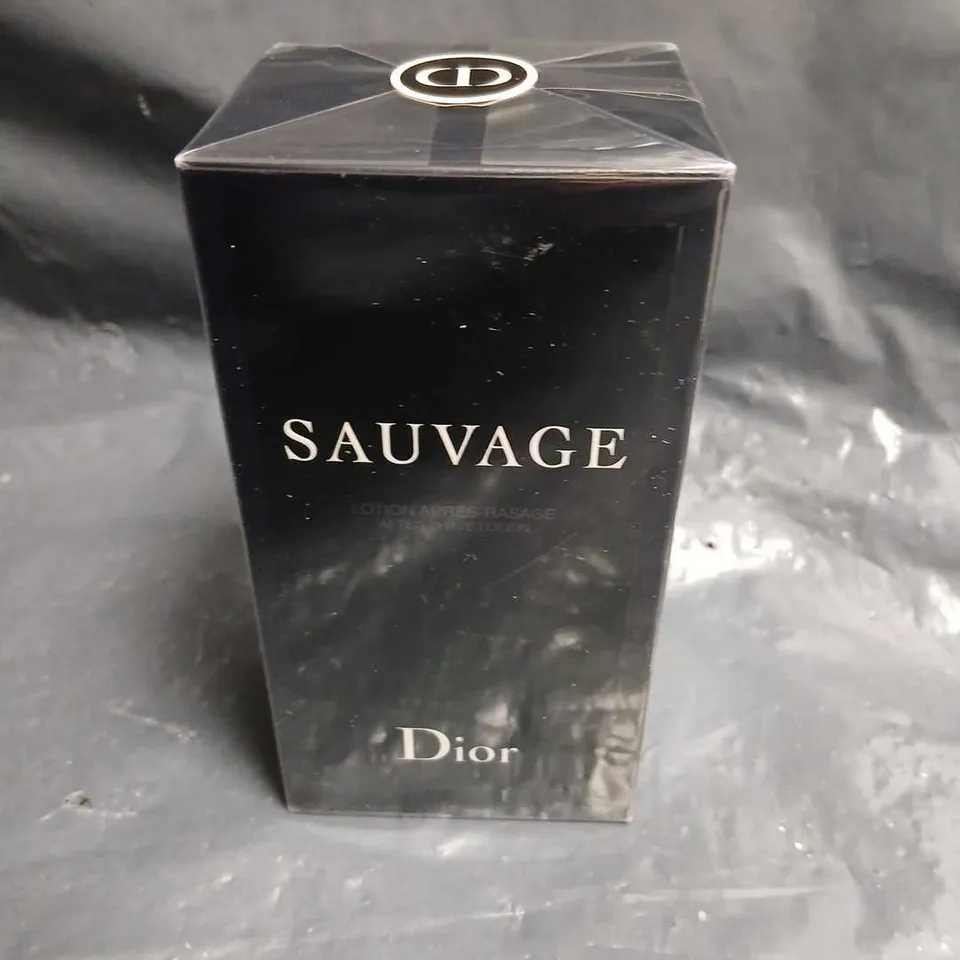 CD
SAUVAGE
LOTION APRÈS-RASAGE
AFTER-SHAVE LOTION
Dior